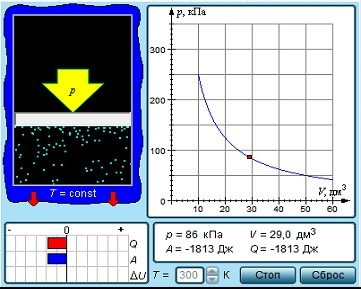 p
T = const
p, кПа
300
200
100
0
10
20
30
40
50
60
V, дм³
- 0 +
Q
A
ΔU
p = 86 кПа V = 29,0 дм³
A = -1813 Дж Q = -1813 Дж
T = 300 K Стоп Сброс